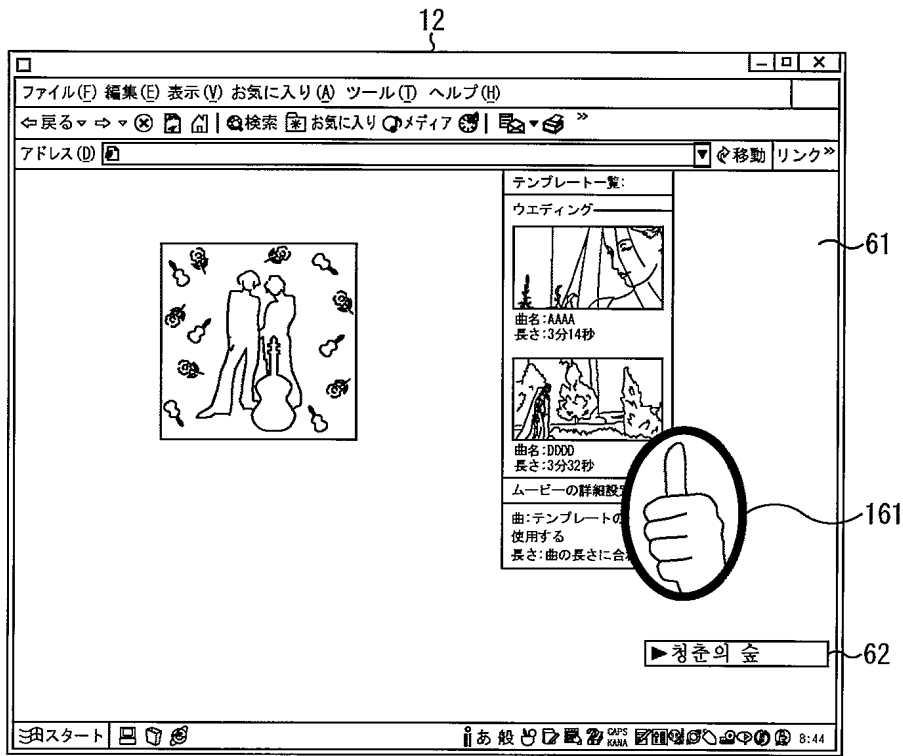 12
ファイル(F) 編集(E) 表示(V) お気に入り(A) ツール(T) ヘルプ(H)
戻る 検索 お気に入り メディア »
アドレス(D) 移動 リンク»
テンプレート一覧:
ウエディング
61
曲名:AAAA
長さ:3分14秒
曲名:DDDD
長さ:3分32秒
ムービーの詳細設定
曲:テンプレートの
使用する
長さ:曲の長さに合わ
161
▶청춘의 숲
62
スタート あ 般 CAPS KANA 8:44